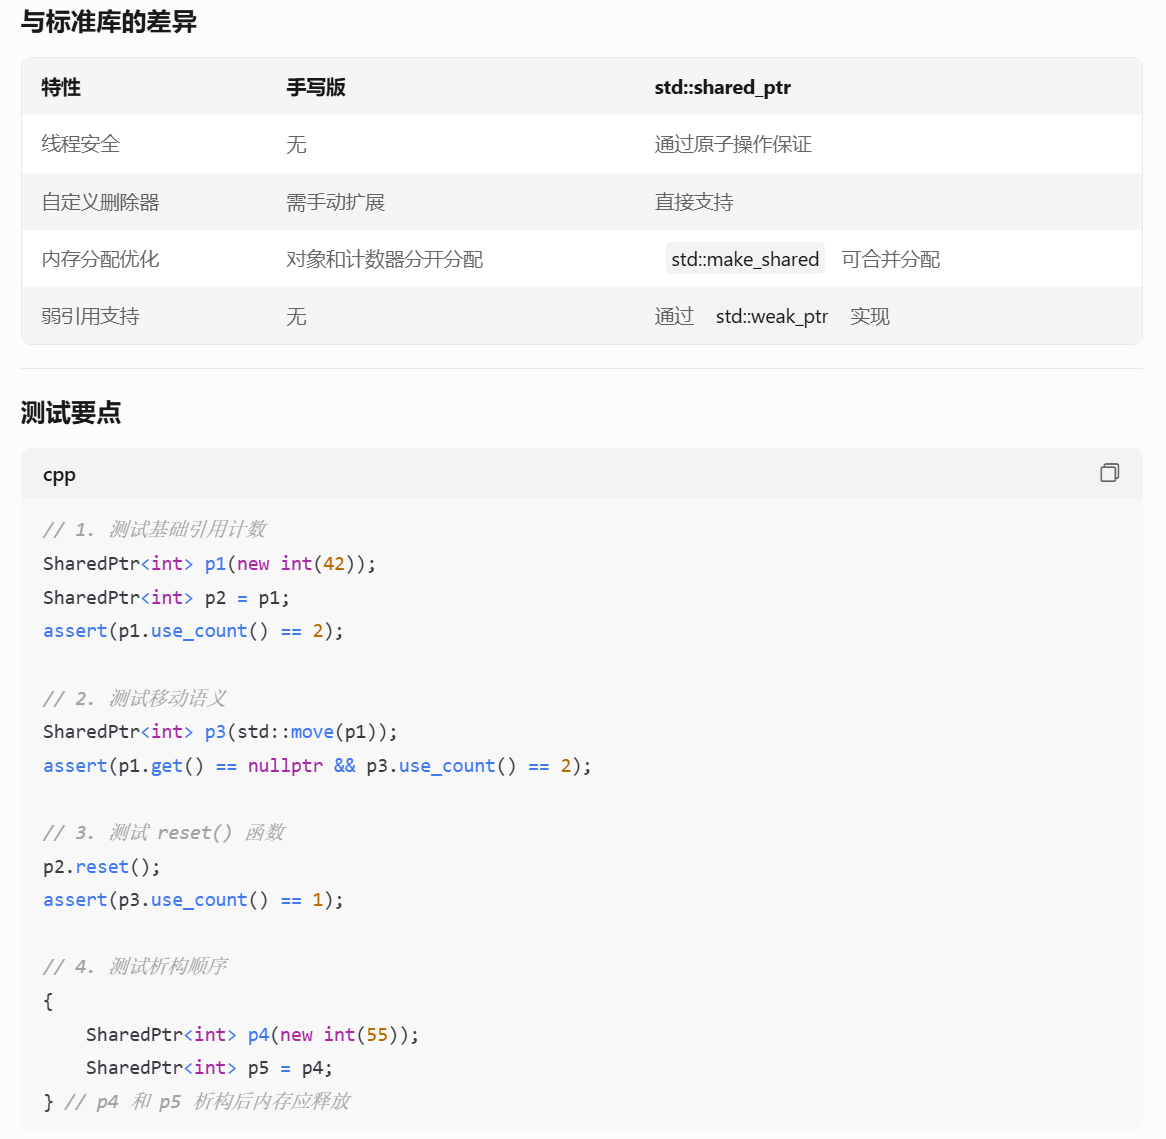 与标准库的差异
特性 手写版 std::shared_ptr
线程安全 无 通过原子操作保证
自定义删除器 需手动扩展 直接支持
内存分配优化 对象和计数器分开分配 std::make_shared 可合并分配
弱引用支持 无 通过 std::weak_ptr 实现
测试要点
cpp
// 1. 测试基础引用计数
SharedPtr<int> p1(new int(42));
SharedPtr<int> p2 = p1;
assert(p1.use_count() == 2);
// 2. 测试移动语义
SharedPtr<int> p3(std::move(p1));
assert(p1.get() == nullptr && p3.use_count() == 2);
// 3. 测试 reset() 函数
p2.reset();
assert(p3.use_count() == 1);
// 4. 测试析构顺序
{
    SharedPtr<int> p4(new int(55));
    SharedPtr<int> p5 = p4;
} // p4 和 p5 析构后内存应释放